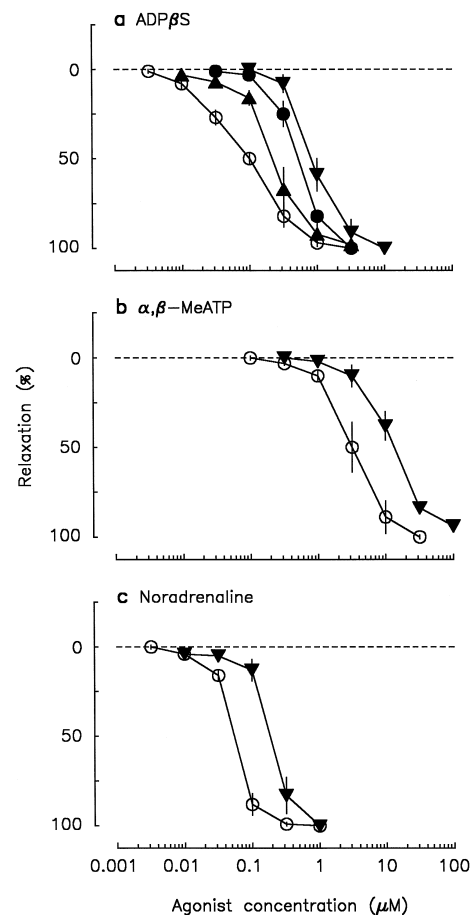 a ADPβS
0
50
100
b α,β−MeATP
0
50
100
Relaxation (%)
c Noradrenaline
0
50
100
0.001 0.01 0.1 1 10 100
Agonist concentration (μM)